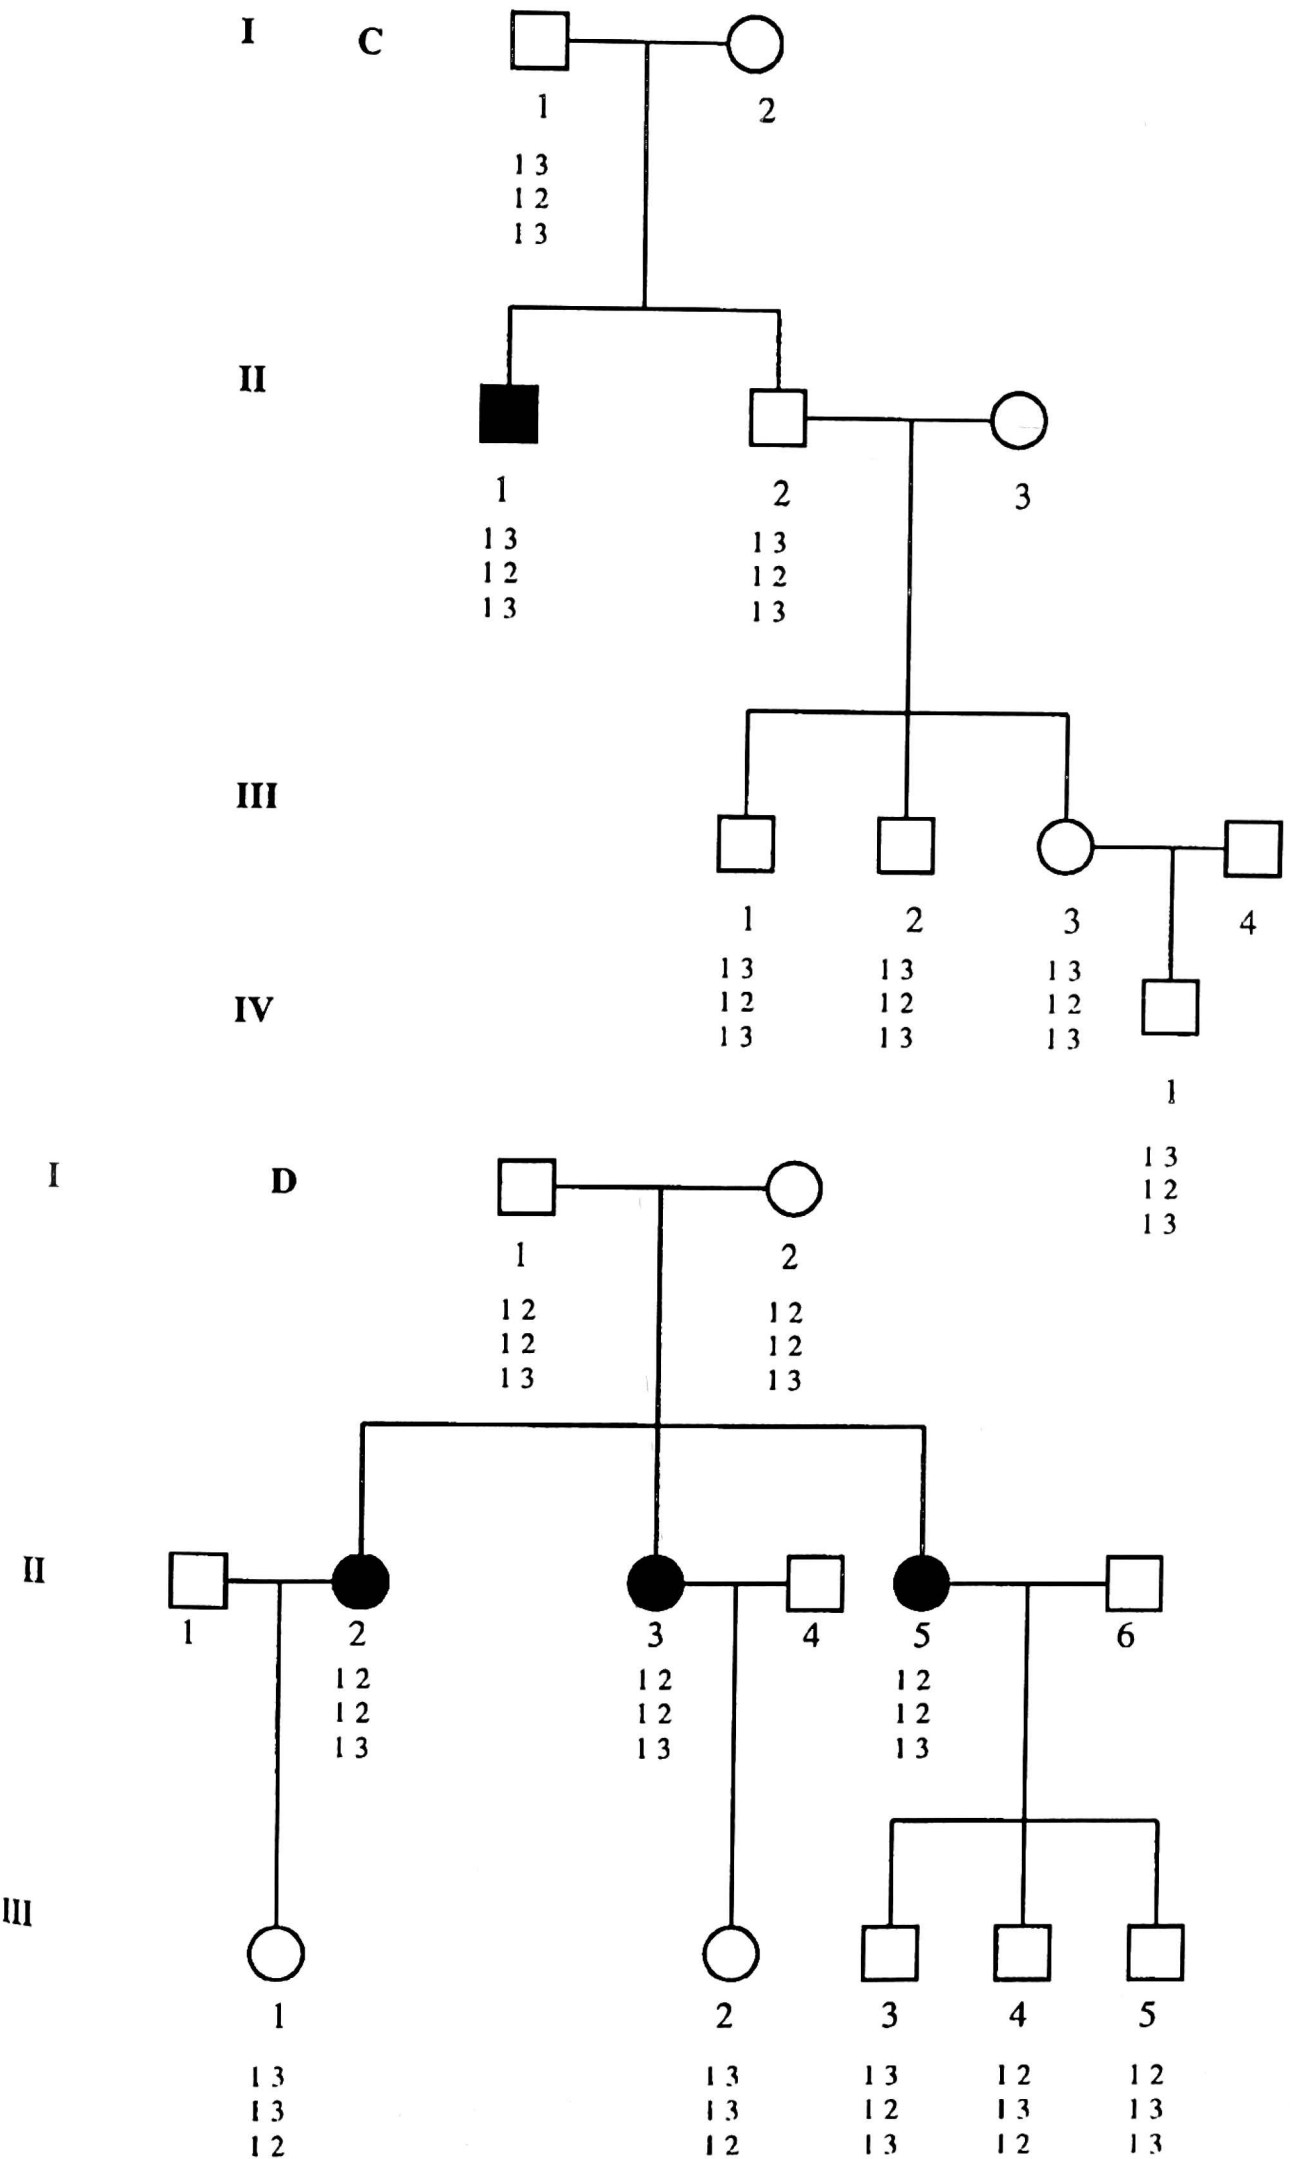 I C
1 2
1 3
1 2
1 3
II
1 2 3
1 3 1 3
1 2 1 2
1 3 1 3
III
1 2 3 4
1 3 1 3 1 3
1 2 1 2 1 2
1 3 1 3 1 3
IV
1
1 3
1 2
1 3
I D
1 2
1 2 1 2
1 2 1 2
1 3 1 3
II
1 2 3 4 5 6
1 2 1 2 1 2
1 2 1 2 1 2
1 3 1 3 1 3
III
1 2 3 4 5
1 3 1 3 1 3 1 2 1 2
1 3 1 3 1 2 1 3 1 3
1 2 1 2 1 3 1 2 1 3